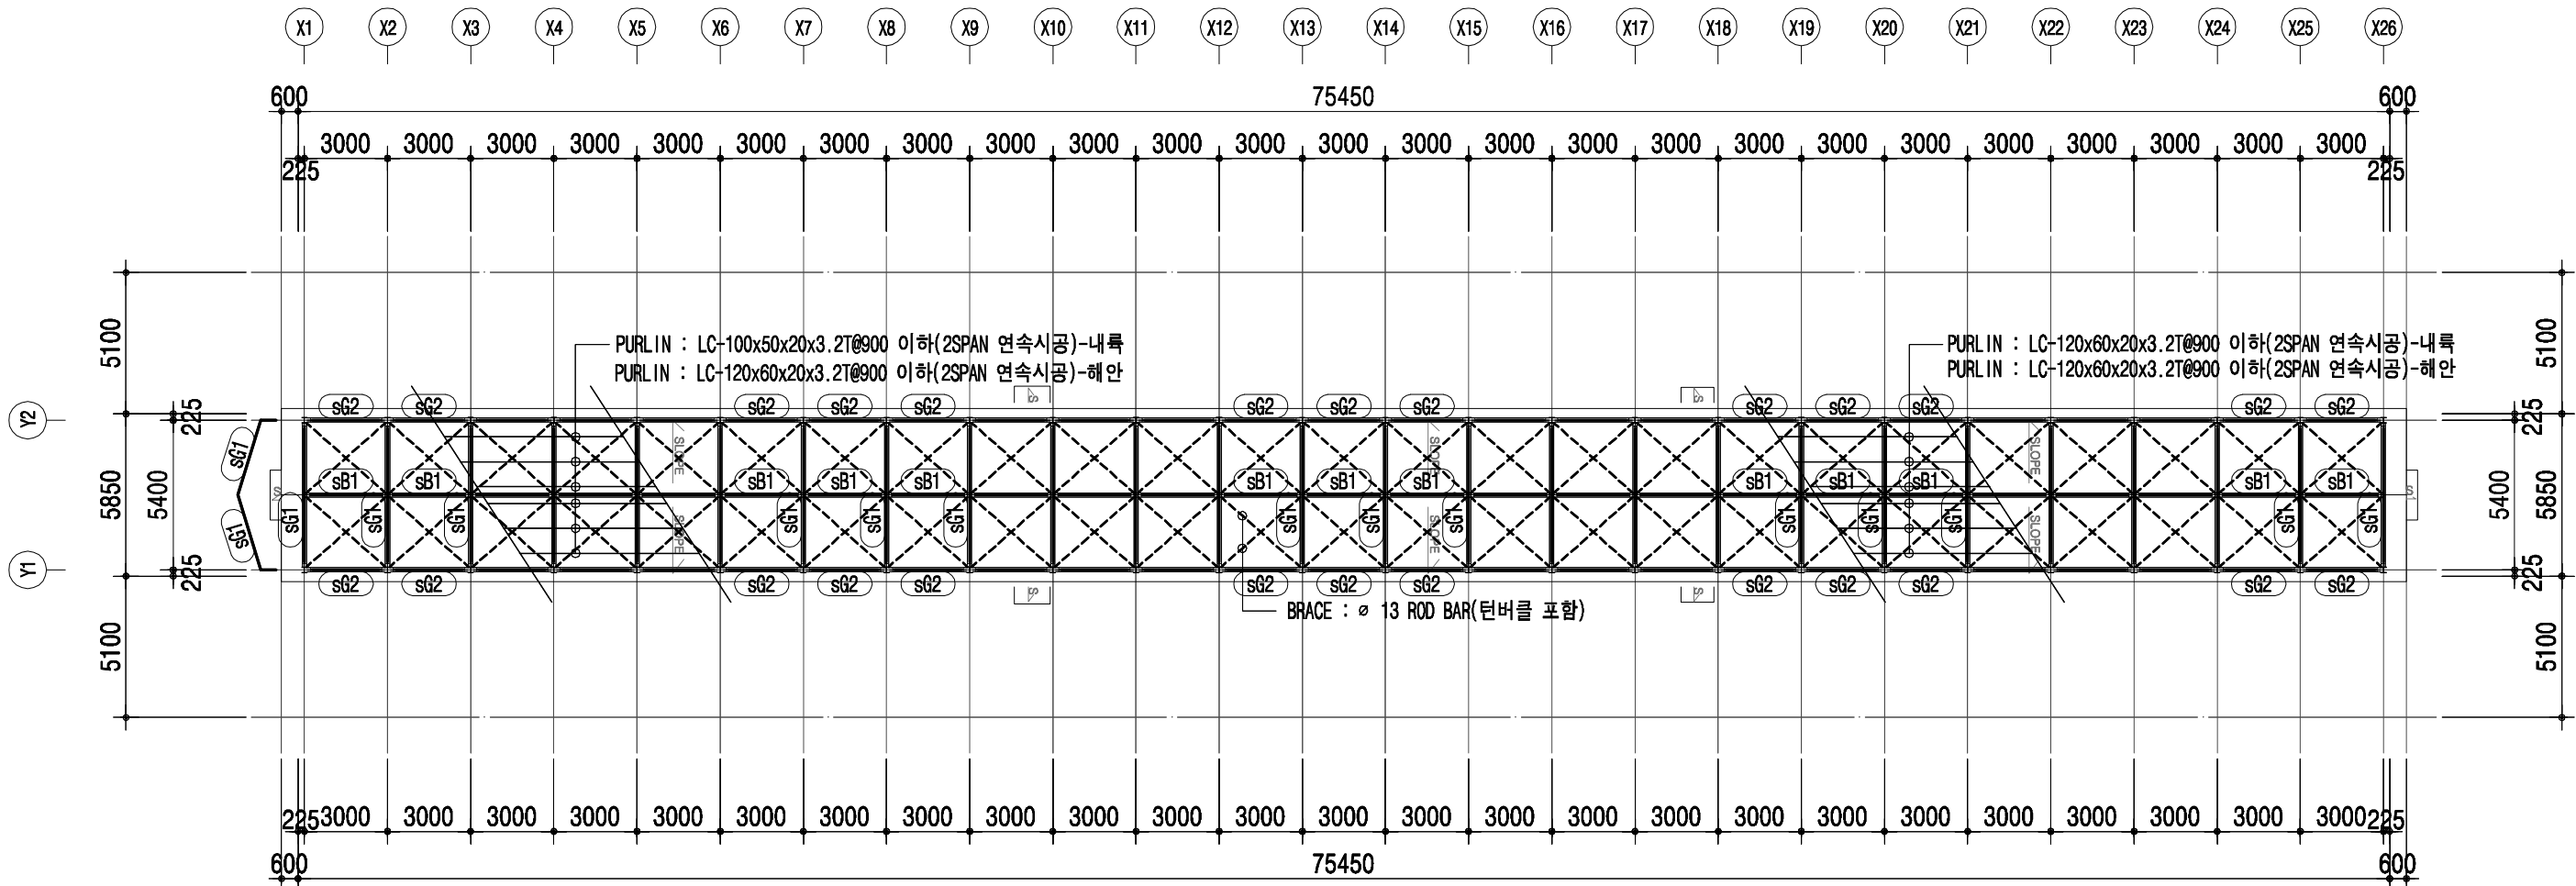 X1 X2 X3 X4 X5 X6 X7 X8 X9 X10 X11 X12 X13 X14 X15 X16 X17 X18 X19 X20 X21 X22 X23 X24 X25 X26
600 75450 600
3000 3000 3000 3000 3000 3000 3000 3000 3000 3000 3000 3000 3000 3000 3000 3000 3000 3000 3000 3000 3000 3000 3000 3000 3000
225 225
5100 5100
PURLIN : LC-100x50x20x3.2T@900 이하(2SPAN 연속시공)-내륙
PURLIN : LC-120x60x20x3.2T@900 이하(2SPAN 연속시공)-해안
PURLIN : LC-120x60x20x3.2T@900 이하(2SPAN 연속시공)-내륙
PURLIN : LC-120x60x20x3.2T@900 이하(2SPAN 연속시공)-해안
sG2 sG2 sG2 sG2 sG2 sG2 sG2 sG2 sG2 sG2 sG2 sG2 sG2
Y2 225 225
sG1 SLOPE SLOPE SLOPE
sB1 sB1 sB1 sB1 sB1 sB1 sB1 sB1 sB1 sB1 sB1 sB1 sB1
5850 5400 5400 5850
sG1 sG1 sG1 sG1 sG1 sG1 sG1 sG1 sG1 sG1 sG1 sG1 sG1 sG1
sG1 SLOPE SLOPE SLOPE
Y1 225 225
sG2 sG2 sG2 sG2 sG2 sG2 sG2 sG2 sG2 sG2 sG2 sG2 sG2
BRACE : ø 13 ROD BAR(턴버클 포함)
5100 5100
225 3000 3000 3000 3000 3000 3000 3000 3000 3000 3000 3000 3000 3000 3000 3000 3000 3000 3000 3000 3000 3000 3000 3000 3000 3000 225
600 75450 600